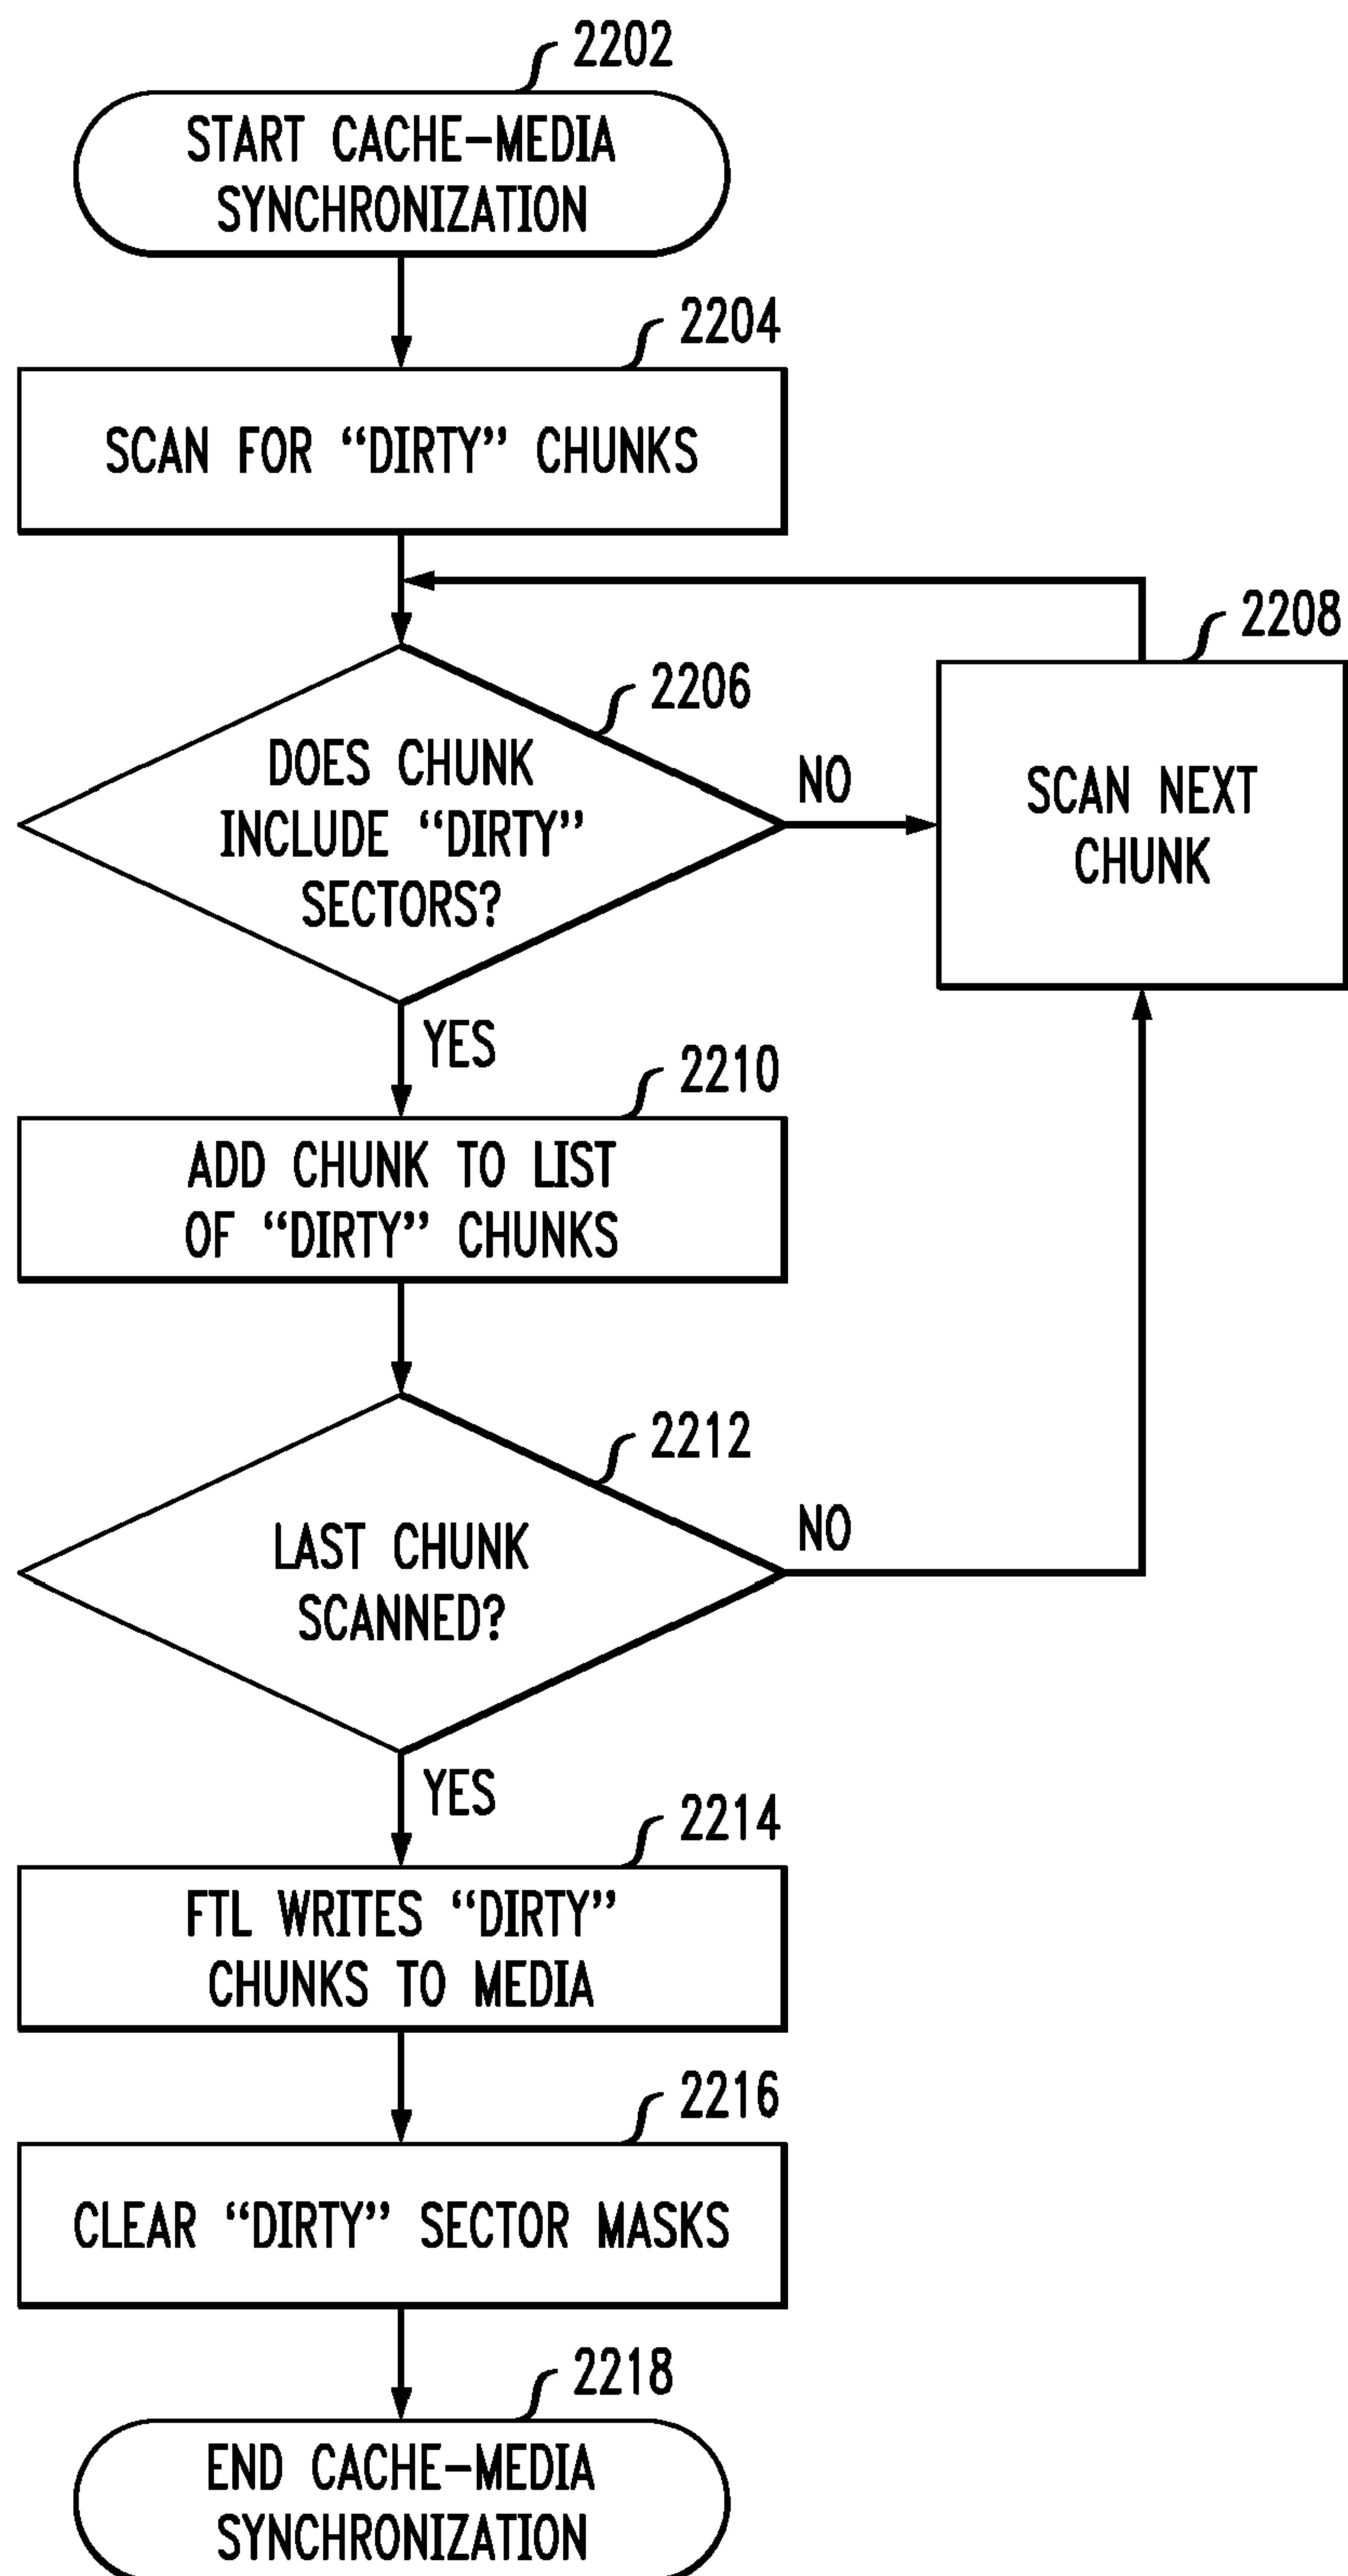 2202
START CACHE-MEDIA
SYNCHRONIZATION
2204
SCAN FOR “DIRTY” CHUNKS
2206
DOES CHUNK
INCLUDE “DIRTY”
SECTORS?
NO
2208
SCAN NEXT
CHUNK
YES
2210
ADD CHUNK TO LIST
OF “DIRTY” CHUNKS
2212
LAST CHUNK
SCANNED?
NO
YES
2214
FTL WRITES “DIRTY”
CHUNKS TO MEDIA
2216
CLEAR “DIRTY” SECTOR MASKS
2218
END CACHE-MEDIA
SYNCHRONIZATION